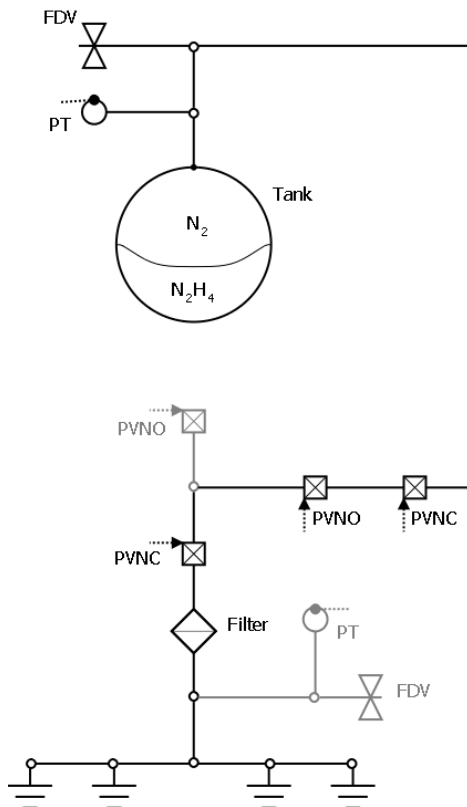 FDV
PT
Tank
N₂
N₂H₄
PVNO
PVNO
PVNC
PVNC
Filter
PT
FDV